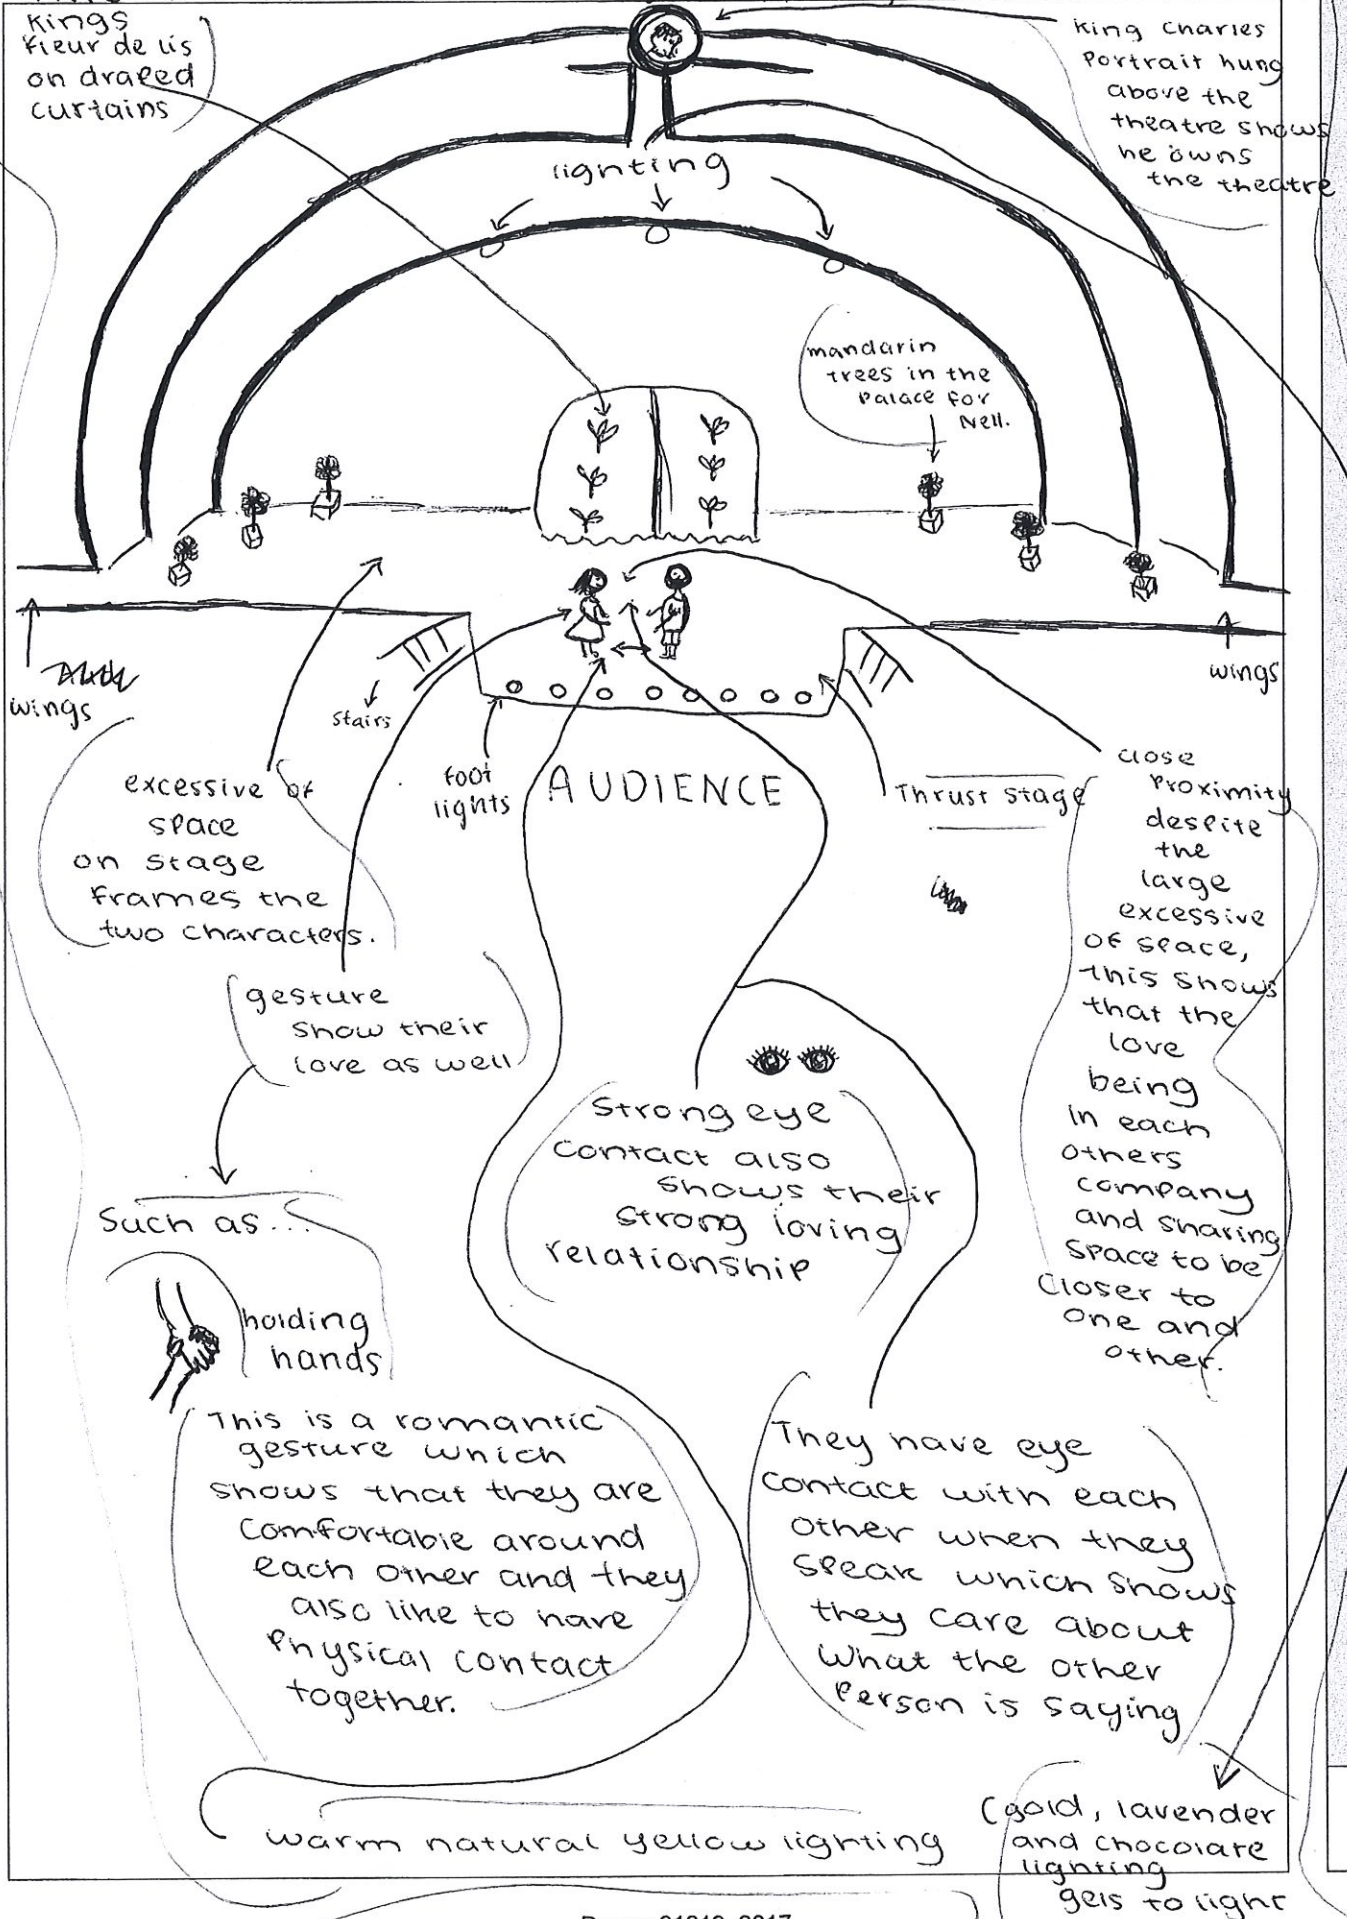 Kings
fleur de lis
on draped
curtains
King Charles
Portrait hung
above the
theatre shows
he owns
the theatre
lighting
mandarin
trees in the
Palace for
Nell.
wings
stairs
foot
lights
AUDIENCE
Thrust stage
wings
excessive of
space
on stage
frames the
two characters.
close
Proximity
despite
the
large
excessive
of space,
this shows
that the
love
being
in each
others
company
and sharing
space to be
closer to
one and
other.
gesture
show their
love as well
Such as...
holding
hands
Strong eye
contact also
shows their
strong loving
relationship
This is a romantic
gesture which
shows that they are
comfortable around
each other and they
also like to have
Physical contact
together.
They have eye
contact with each
other when they
speak which shows
they care about
what the other
Person is saying
warm natural yellow lighting
(gold, lavender
and chocolate
lighting
gels to light